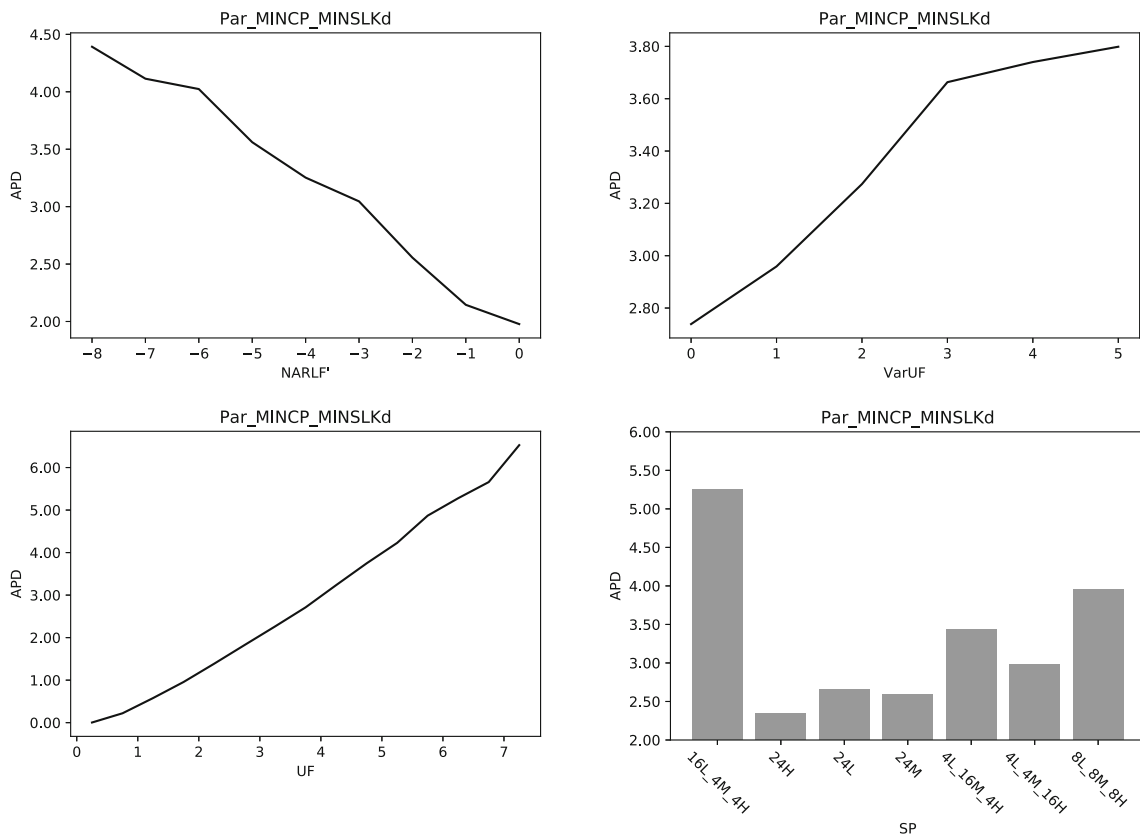 Par_MINCP_MINSLKd
4.50
4.00
3.50
3.00
2.50
2.00
APD
−8 −7 −6 −5 −4 −3 −2 −1 0
NARLF'
Par_MINCP_MINSLKd
3.80
3.60
3.40
3.20
3.00
2.80
APD
0 1 2 3 4 5
VarUF
Par_MINCP_MINSLKd
6.00
5.00
4.00
3.00
2.00
1.00
0.00
APD
0 1 2 3 4 5 6 7
UF
Par_MINCP_MINSLKd
6.00
5.50
5.00
4.50
4.00
3.50
3.00
2.50
2.00
APD
16L_4M_4H 24H 24L 24M 4L_16M_4H 4L_4M_16H 8L_8M_8H
SP